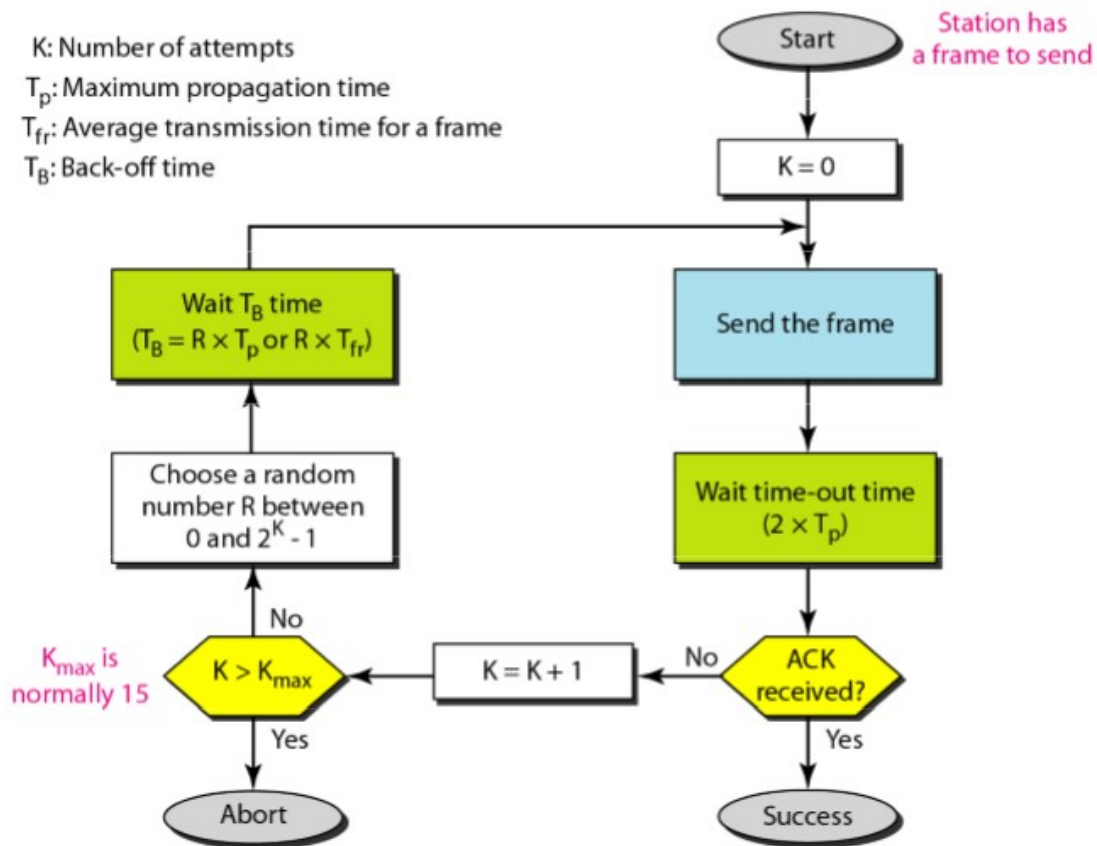 K: Number of attempts
Tp: Maximum propagation time
Tfr: Average transmission time for a frame
TB: Back-off time
Start
Station has
a frame to send
K = 0
Wait TB time
(TB = R × Tp or R × Tfr)
Send the frame
Choose a random
number R between
0 and 2^K - 1
Wait time-out time
(2 × Tp)
No
Kmax is
normally 15
K > Kmax
K = K + 1
No
ACK
received?
Yes
Yes
Abort
Success